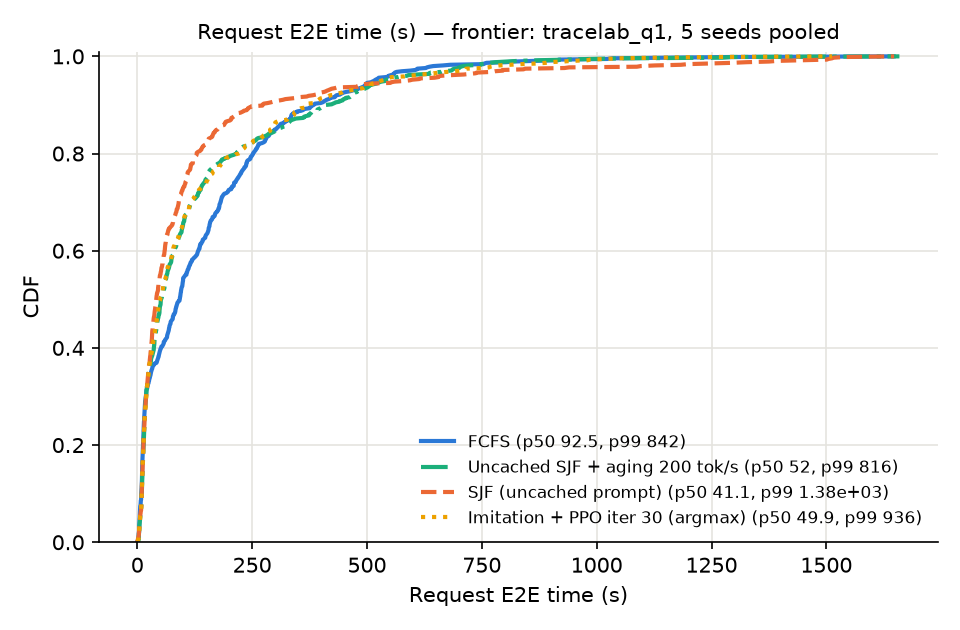 Request E2E time (s) — frontier: tracelab_q1, 5 seeds pooled
1.0
0.8
0.6
0.4
0.2
0.0
CDF
FCFS (p50 92.5, p99 842)
Uncached SJF + aging 200 tok/s (p50 52, p99 816)
SJF (uncached prompt) (p50 41.1, p99 1.38e+03)
Imitation + PPO iter 30 (argmax) (p50 49.9, p99 936)
0 250 500 750 1000 1250 1500
Request E2E time (s)